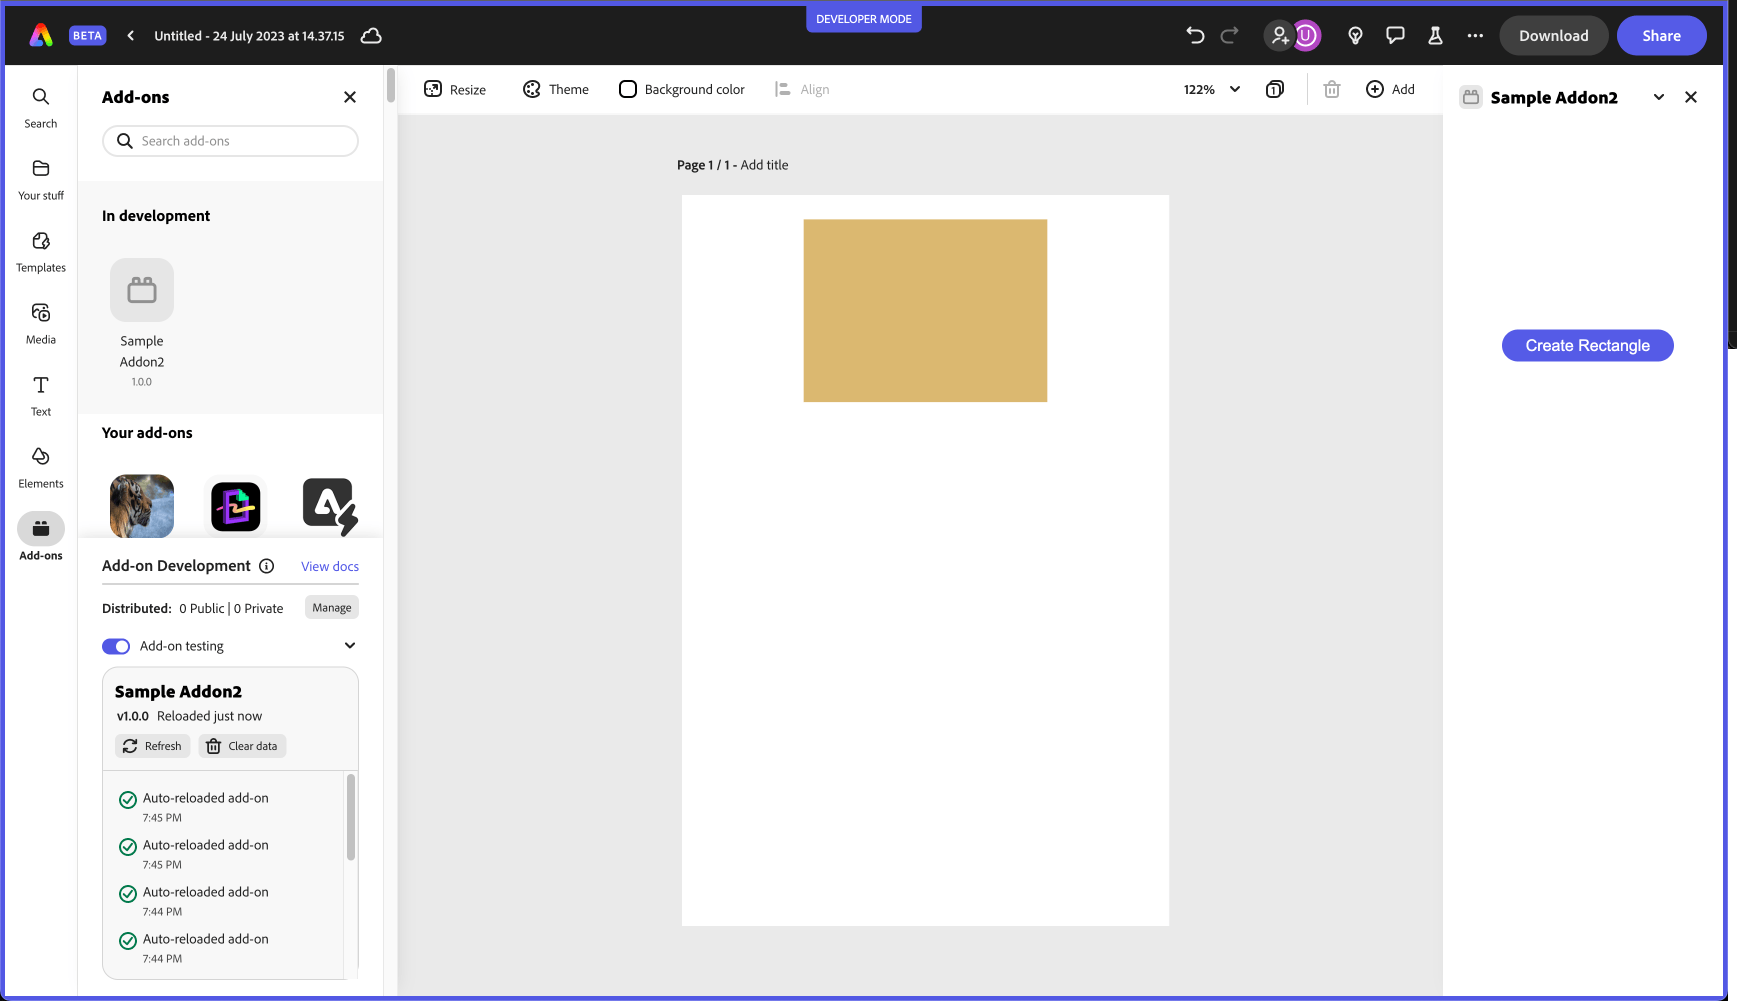 DEVELOPER MODE
BETA
Untitled - 24 July 2023 at 14.37.15
U
Download
Share
Search
Your stuff
Templates
Media
Text
Elements
Add-ons
Add-ons
Search add-ons
In development
Sample
Addon2
1.0.0
Your add-ons
Add-on Development
View docs
Distributed: 0 Public | 0 Private
Manage
Add-on testing
Sample Addon2
v1.0.0 Reloaded just now
Refresh
Clear data
Auto-reloaded add-on
7:45 PM
Auto-reloaded add-on
7:45 PM
Auto-reloaded add-on
7:44 PM
Auto-reloaded add-on
7:44 PM
Resize
Theme
Background color
Align
122%
1
Add
Page 1 / 1 - Add title
Sample Addon2
Create Rectangle